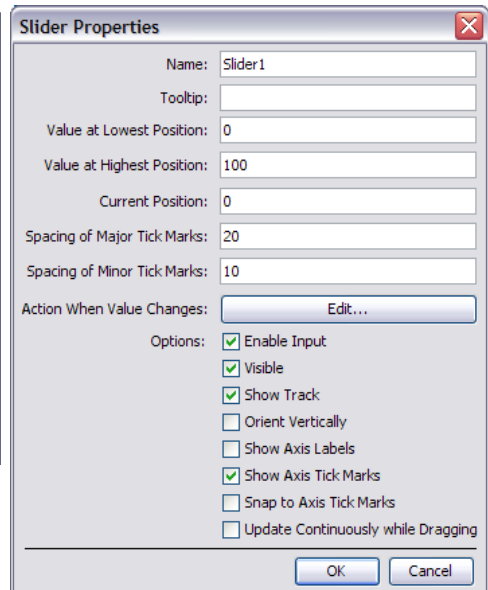 Slider Properties
Name: Slider1
Tooltip:
Value at Lowest Position: 0
Value at Highest Position: 100
Current Position: 0
Spacing of Major Tick Marks: 20
Spacing of Minor Tick Marks: 10
Action When Value Changes: Edit...
Options: Enable Input
Visible
Show Track
Orient Vertically
Show Axis Labels
Show Axis Tick Marks
Snap to Axis Tick Marks
Update Continuously while Dragging
OK Cancel